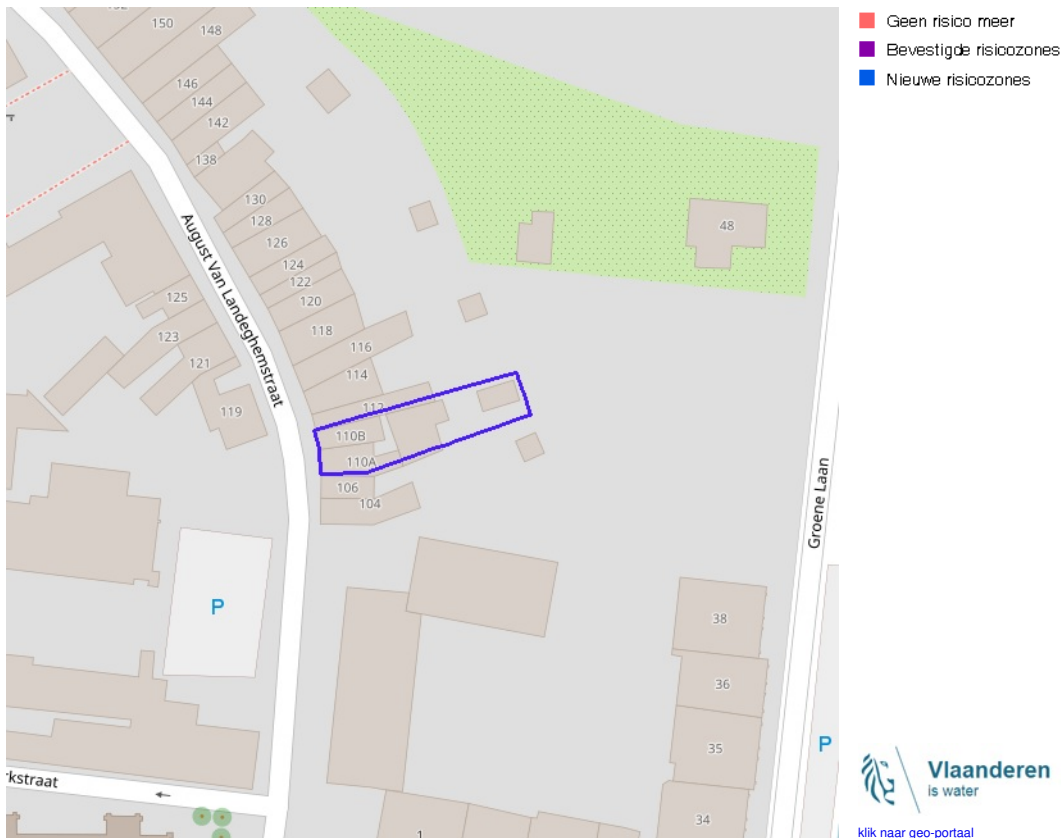 150
148
146
144
142
138
130
128
126
124
122
120
118
116
114
112
110B
110A
106
104
125
123
121
119
August Van Landeghemstraat
48
Groene Laan
38
36
35
34
1
P
P
rkstraat
Geen risico meer
Bevestigde risicozones
Nieuwe risicozones
Vlaanderen
is water
klik naar geo-portaal